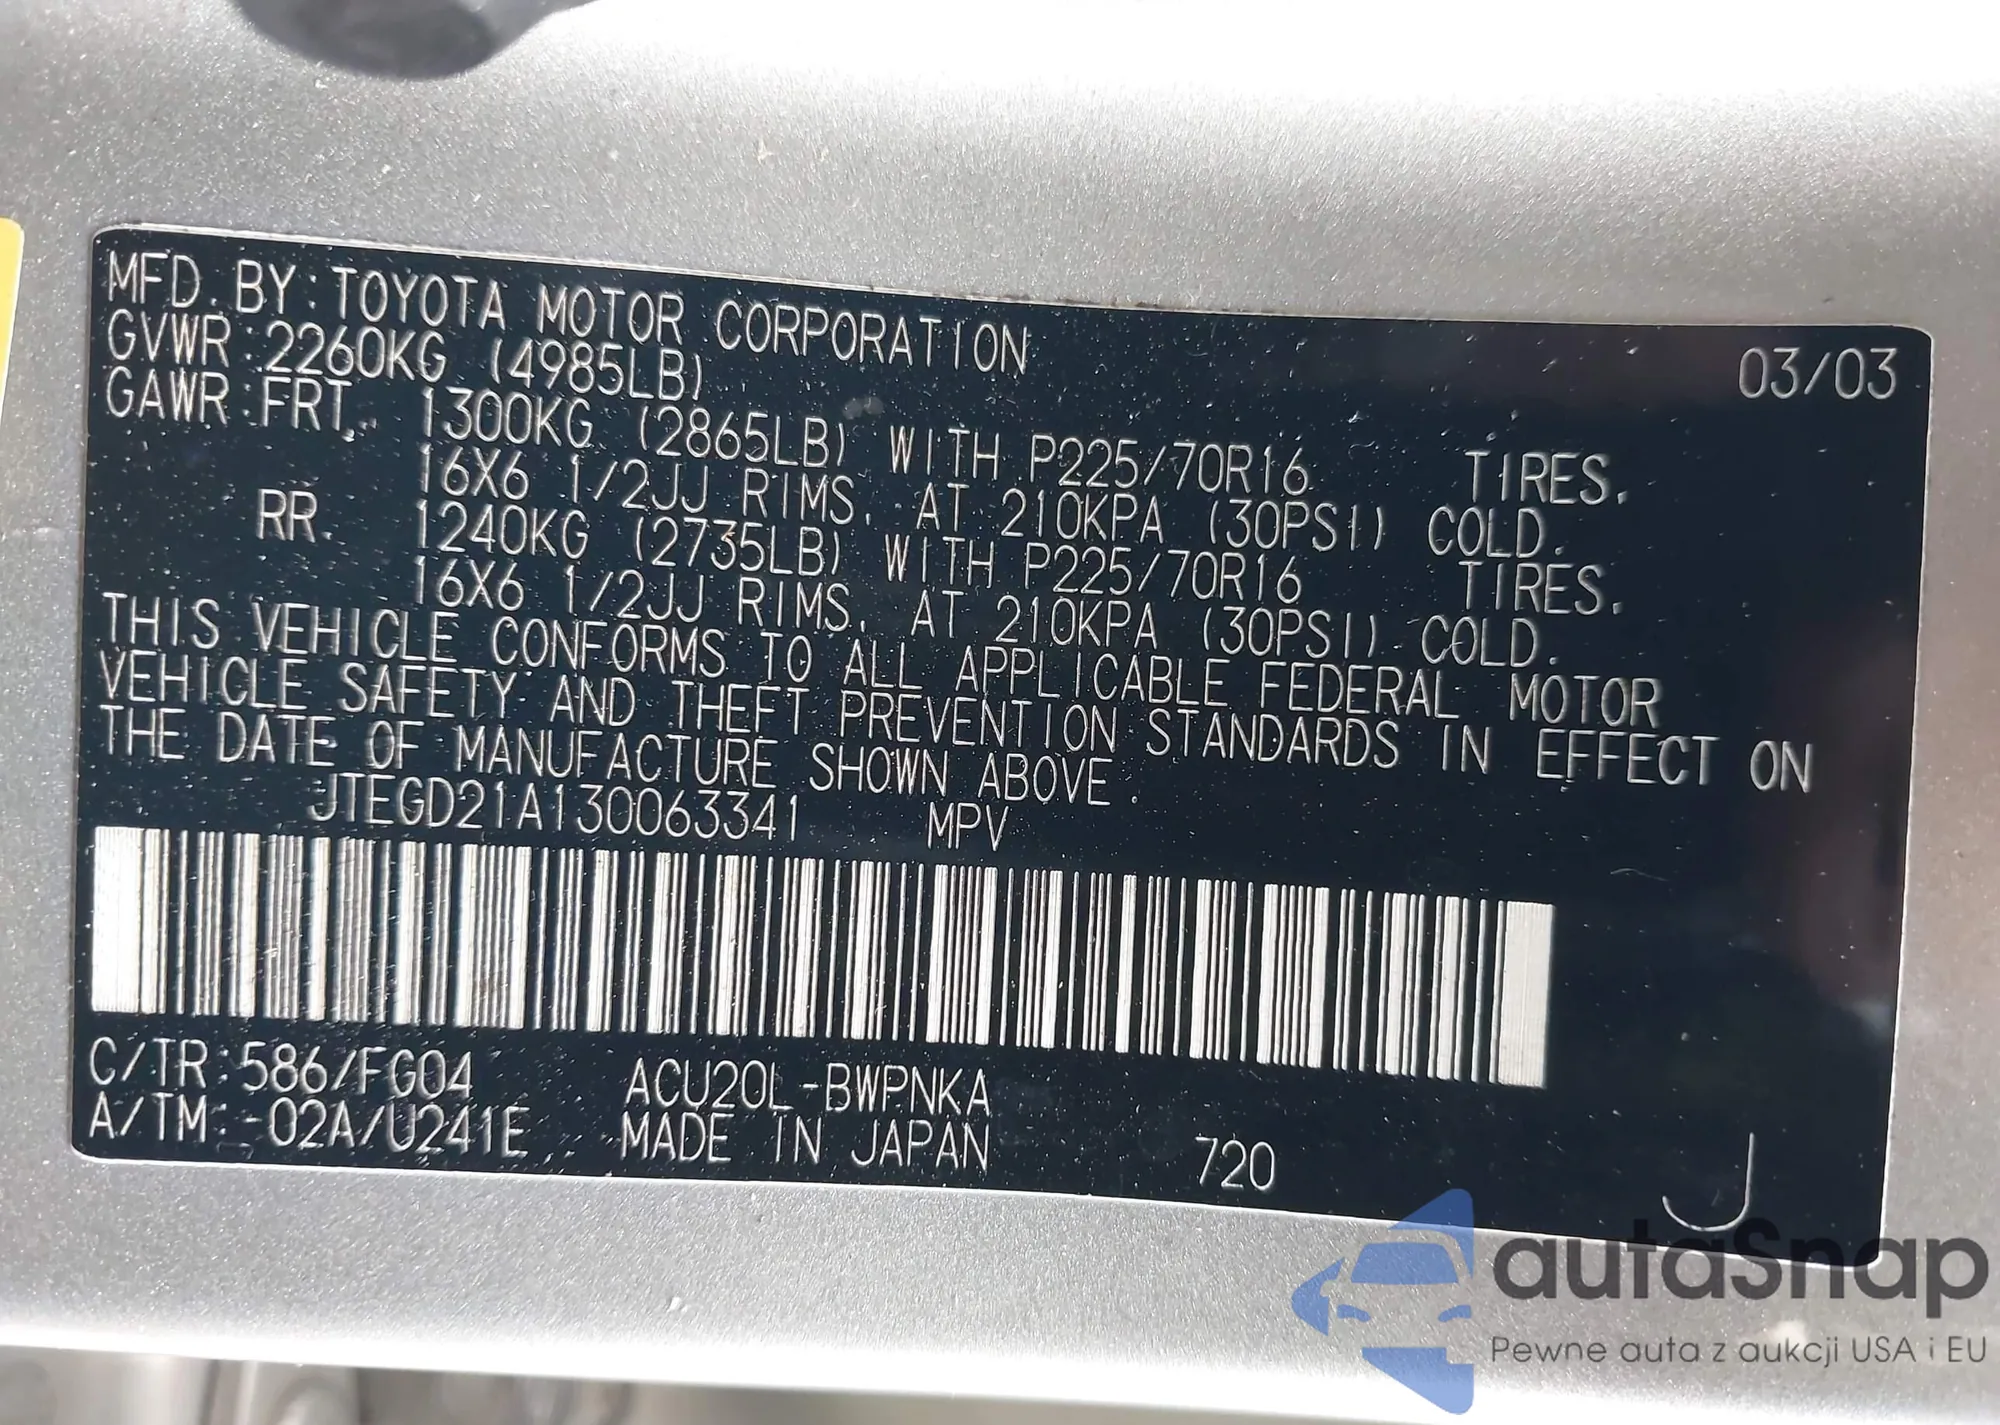 MFD. BY: TOYOTA MOTOR CORPORATION 03/03
GVWR: 2260KG (4985LB)
GAWR: FRT. 1300KG (2865LB) WITH P225/70R16 TIRES.
16X6 1/2JJ RIMS, AT 210KPA (30PSI) COLD.
RR. 1240KG (2735LB) WITH P225/70R16 TIRES.
16X6 1/2JJ RIMS, AT 210KPA (30PSI) COLD.
THIS VEHICLE CONFORMS TO ALL APPLICABLE FEDERAL MOTOR
VEHICLE SAFETY AND THEFT PREVENTION STANDARDS IN EFFECT ON
THE DATE OF MANUFACTURE SHOWN ABOVE.
JTEGD21A130063341 MPV
C/TR: 586/FG04 ACU20L-BWPNKA
A/TM: -02A/U241E MADE IN JAPAN 720 J
autaSnap
Pewne auta z aukcji USA i EU